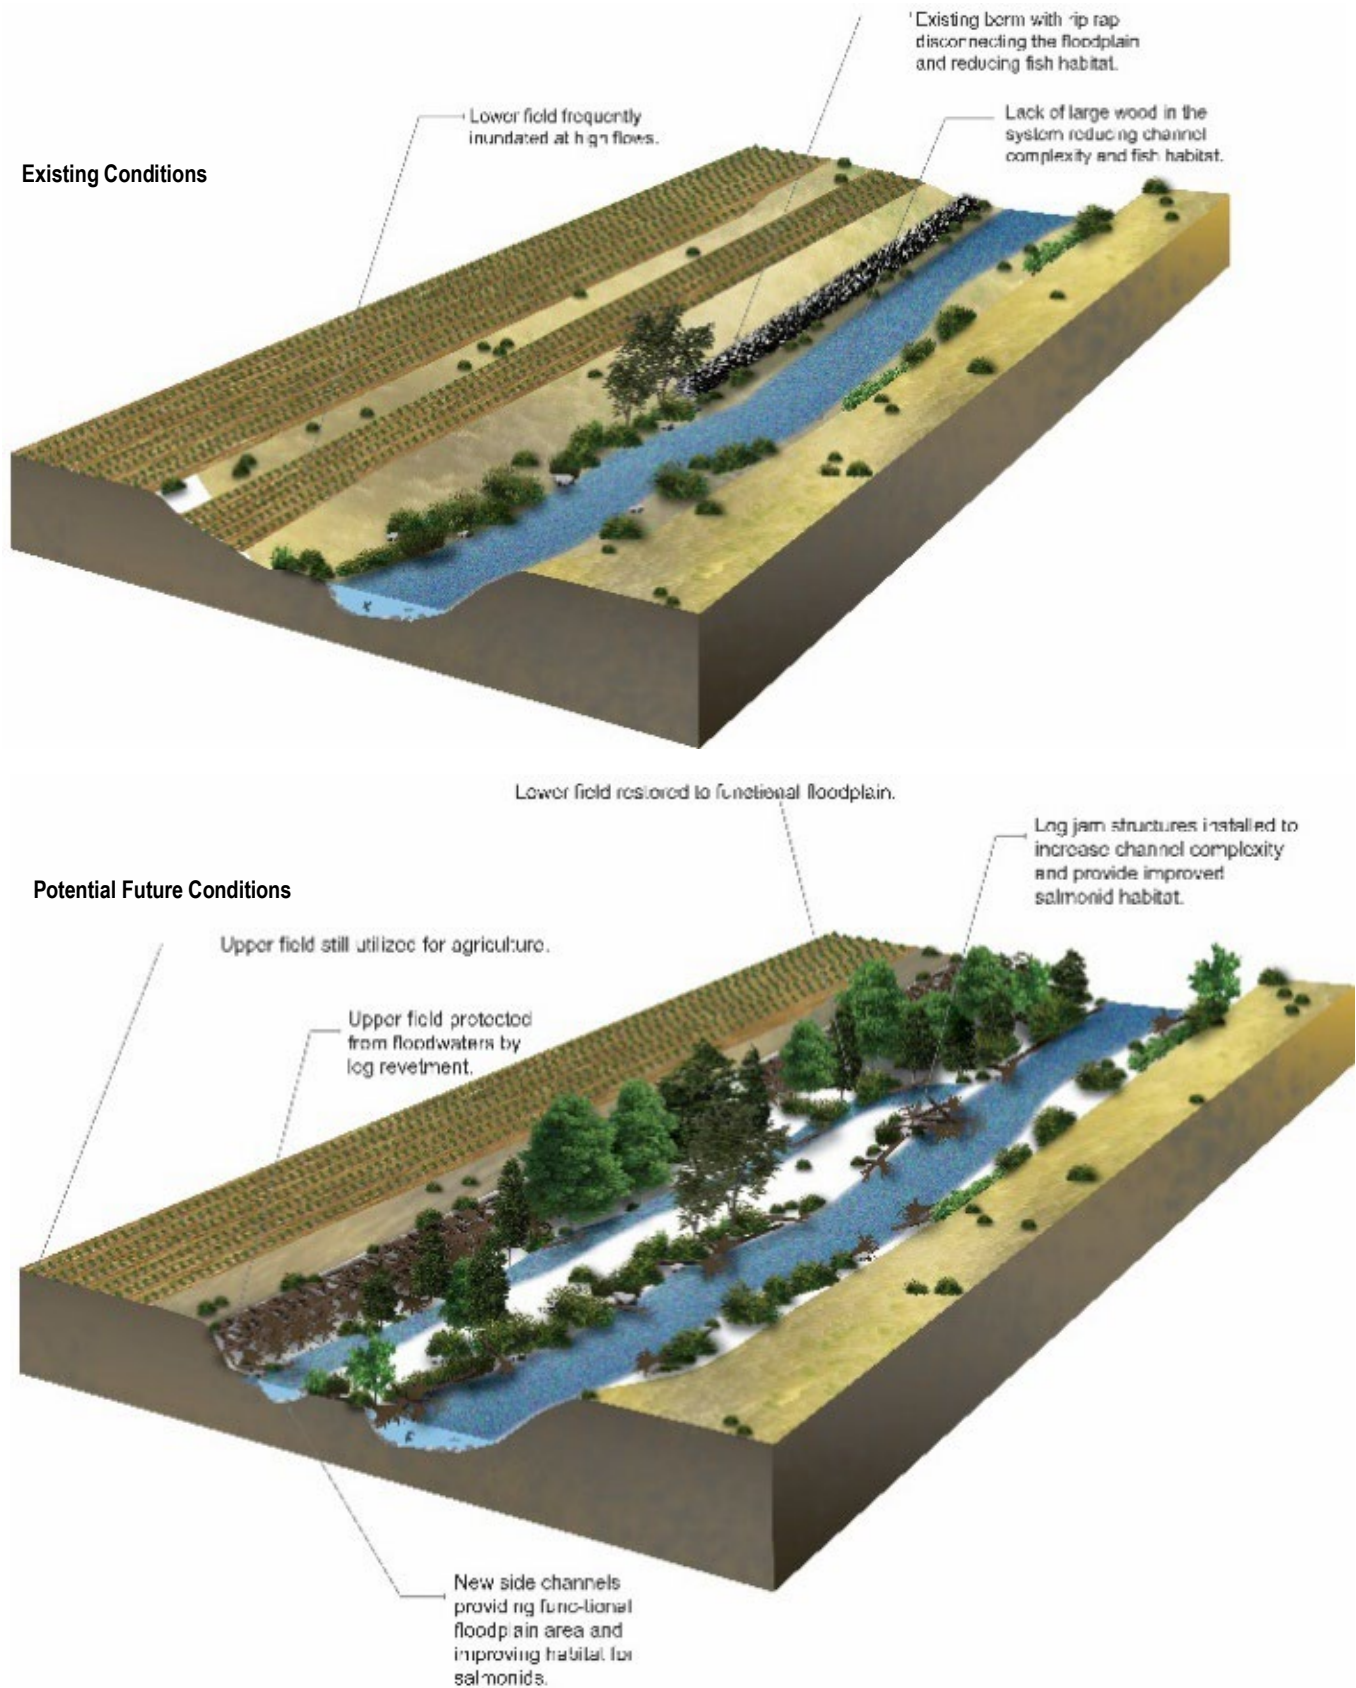 'Existing berm with rip rap
disconnecting the floodplain
and reducing fish habitat.
Lower field frequently
inundated at high flows.
Lack of large wood in the
system reducing channel
complexity and fish habitat.
Existing Conditions
Lower field restored to functional floodplain.
Log jam structures installed to
increase channel complexity
and provide improved
salmonid habitat.
Potential Future Conditions
Upper field still utilized for agriculture.
Upper field protected
from floodwaters by
log revetment.
New side channels
providing func-tional
floodplain area and
improving habitat for
salmonids.